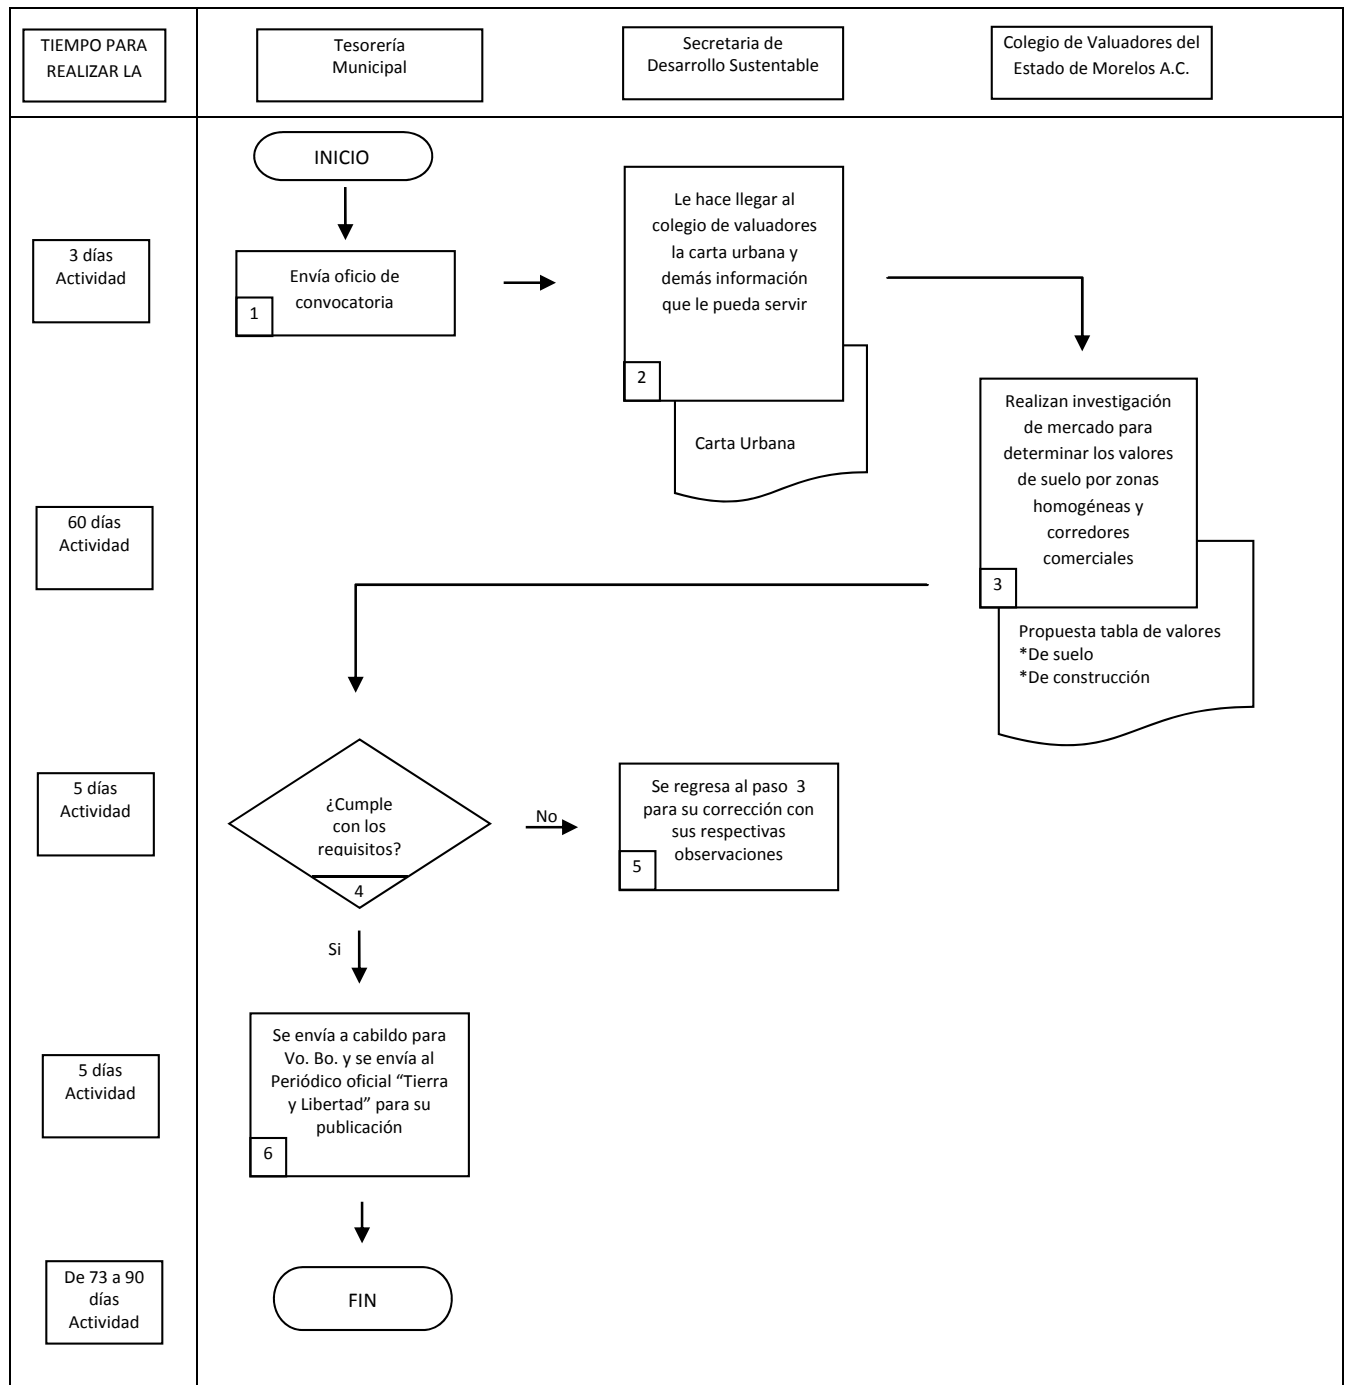 TIEMPO PARA
REALIZAR LA
Tesorería
Municipal
Secretaria de
Desarrollo Sustentable
Colegio de Valuadores del
Estado de Morelos A.C.
INICIO
3 días
Actividad
Envía oficio de
convocatoria
1
Le hace llegar al
colegio de valuadores
la carta urbana y
demás información
que le pueda servir
2
Carta Urbana
Realizan investigación
de mercado para
determinar los valores
de suelo por zonas
homogéneas y
corredores
comerciales
3
Propuesta tabla de valores
*De suelo
*De construcción
60 días
Actividad
5 días
Actividad
¿Cumple
con los
requisitos?
4
No
Se regresa al paso 3
para su corrección con
sus respectivas
observaciones
5
Si
5 días
Actividad
Se envía a cabildo para
Vo. Bo. y se envía al
Periódico oficial “Tierra
y Libertad” para su
publicación
6
De 73 a 90
días
Actividad
FIN